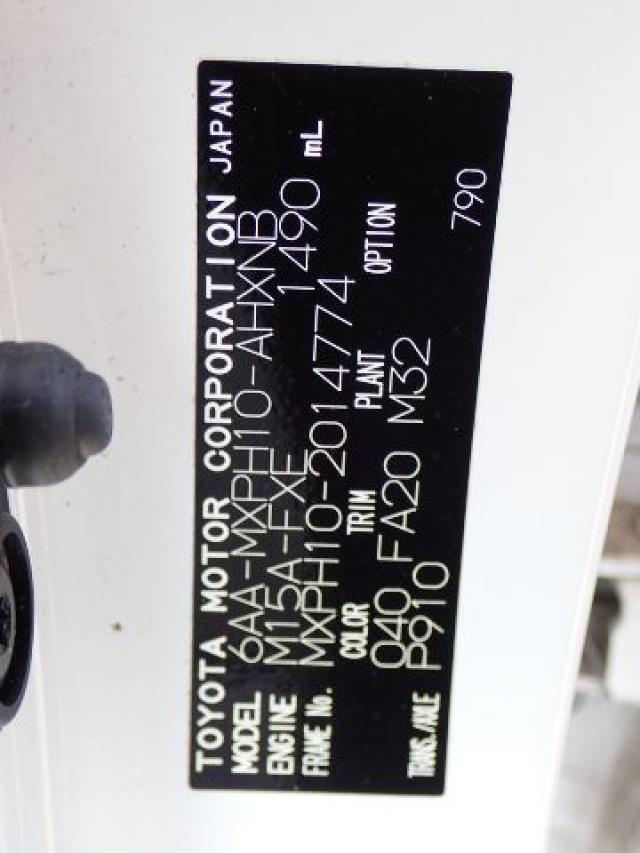 TOYOTA MOTOR CORPORATION JAPAN
MODEL 6AA-MXPH10-AHXNB
ENGINE M15A-FXE 1490 mL
FRAME No. MXPH10-2014774
COLOR TRIM PLANT OPTION
040 FA20 M32
TRANS./AXLE P910 790